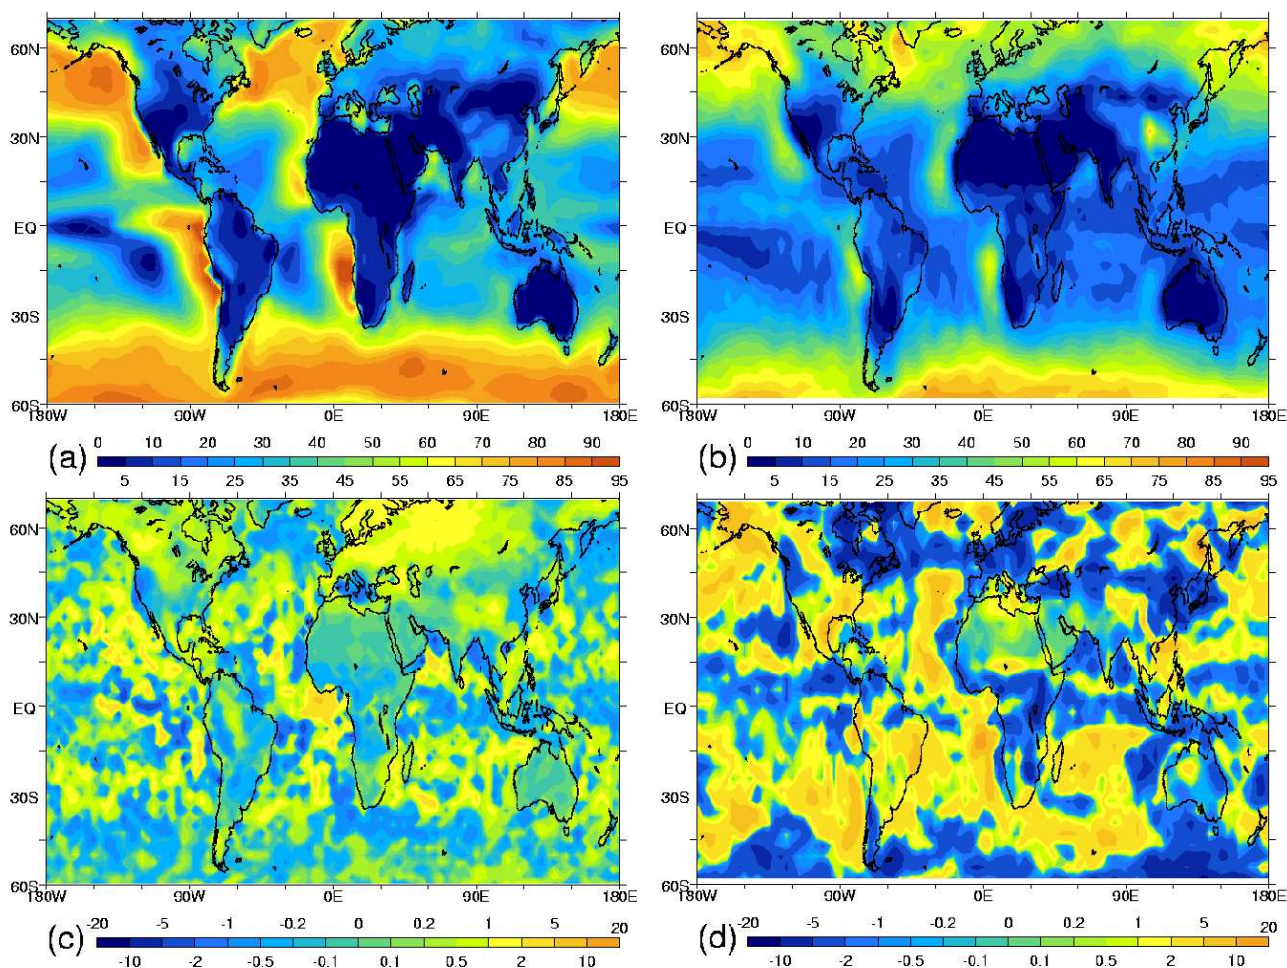 60N 60N
30N 30N
EQ EQ
30S 30S
60S 60S
180W 90W 0E 90E 180E 180W 90W 0E 90E 180E
(a) 0 10 20 30 40 50 60 70 80 90 (b) 0 10 20 30 40 50 60 70 80 90
5 15 25 35 45 55 65 75 85 95 5 15 25 35 45 55 65 75 85 95
60N 60N
30N 30N
EQ EQ
30S 30S
60S 60S
180W 90W 0E 90E 180E 180W 90W 0E 90E 180E
(c) -20 -5 -1 -0.2 0 0.2 1 5 20 (d) -20 -5 -1 -0.2 0 0.2 1 5 20
-10 -2 -0.5 -0.1 0.1 0.5 2 10 -10 -2 -0.5 -0.1 0.1 0.5 2 10